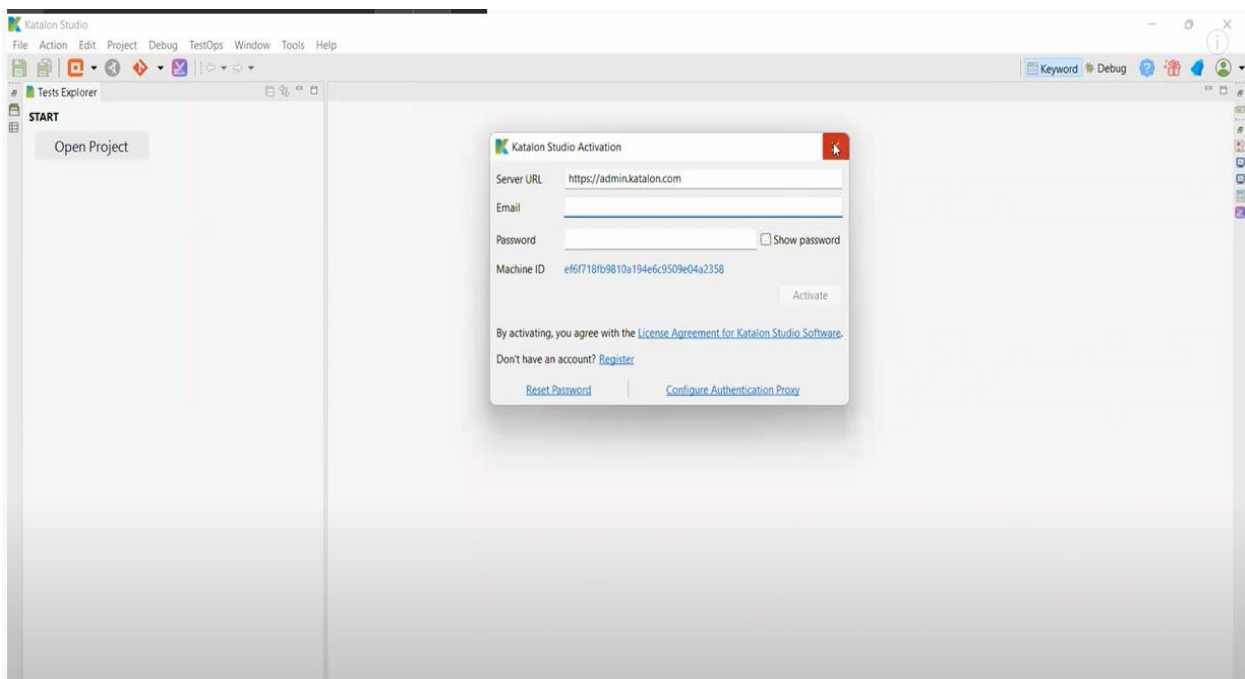 Katalon Studio
File Action Edit Project Debug TestOps Window Tools Help
Keyword Debug
Tests Explorer
START
Open Project
Katalon Studio Activation
Server URL https://admin.katalon.com
Email
Password Show password
Machine ID ef6f718fb9810a194e6c9509e04a2358
Activate
By activating, you agree with the License Agreement for Katalon Studio Software.
Don't have an account? Register
Reset Password Configure Authentication Proxy